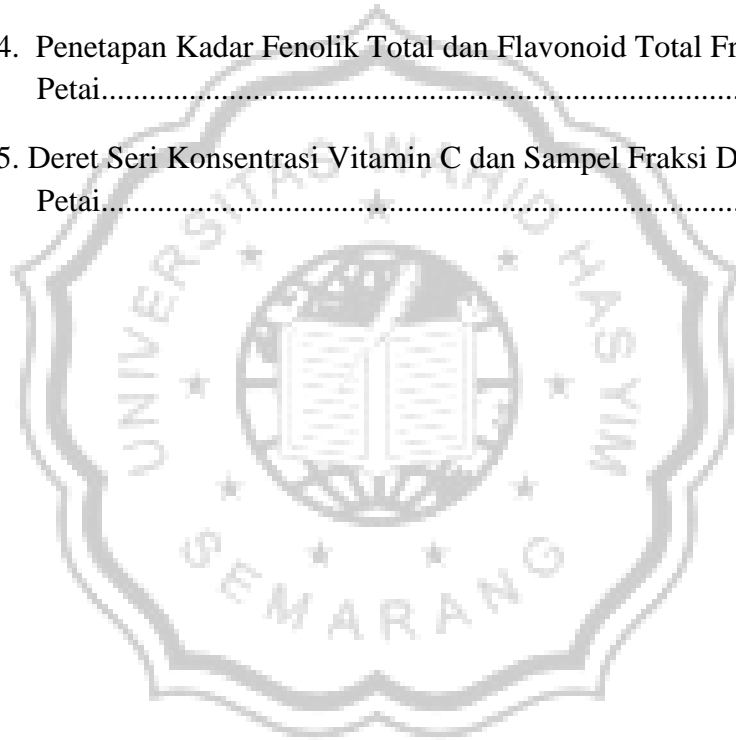 4. Penetapan Kadar Fenolik Total dan Flavonoid Total Fr
Petai.......................................................................................
5. Deret Seri Konsentrasi Vitamin C dan Sampel Fraksi D
Petai.......................................................................................
UNIVERSITAS WAHID HASYIM
SEMARANG